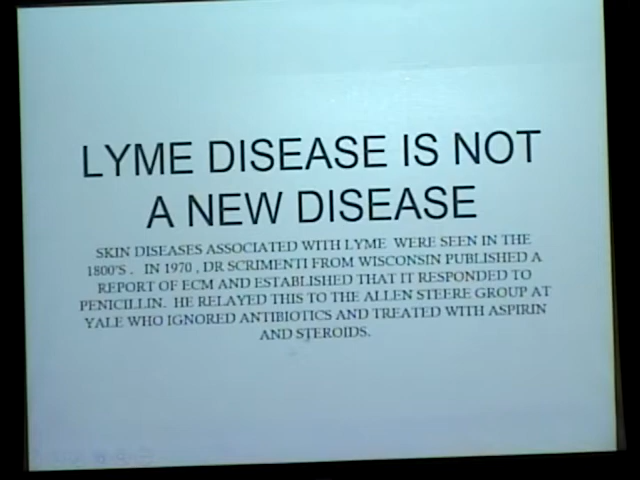 LYME DISEASE IS NOT
A NEW DISEASE
SKIN DISEASES ASSOCIATED WITH LYME WERE SEEN IN THE
1800'S . IN 1970 , DR SCRIMENTI FROM WISCONSIN PUBLISHED A
REPORT OF ECM AND ESTABLISHED THAT IT RESPONDED TO
PENICILLIN. HE RELAYED THIS TO THE ALLEN STEERE GROUP AT
YALE WHO IGNORED ANTIBIOTICS AND TREATED WITH ASPIRIN
AND STEROIDS.